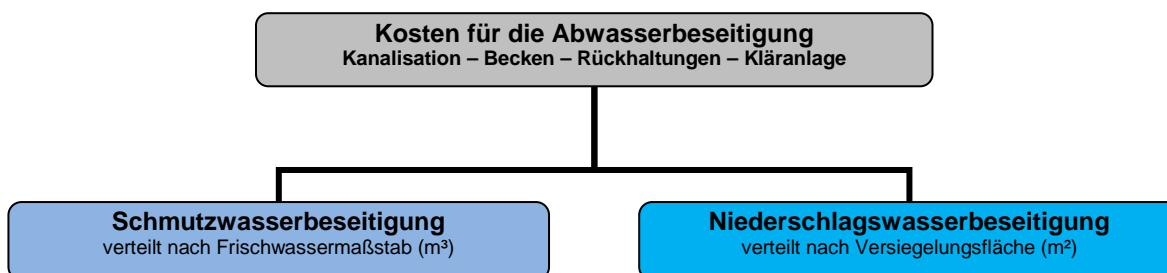 Kosten für die Abwasserbeseitigung
Kanalisation – Becken – Rückhaltungen – Kläranlage
Schmutzwasserbeseitigung
verteilt nach Frischwassermaßstab (m³)
Niederschlagswasserbeseitigung
verteilt nach Versiegelungsfläche (m²)